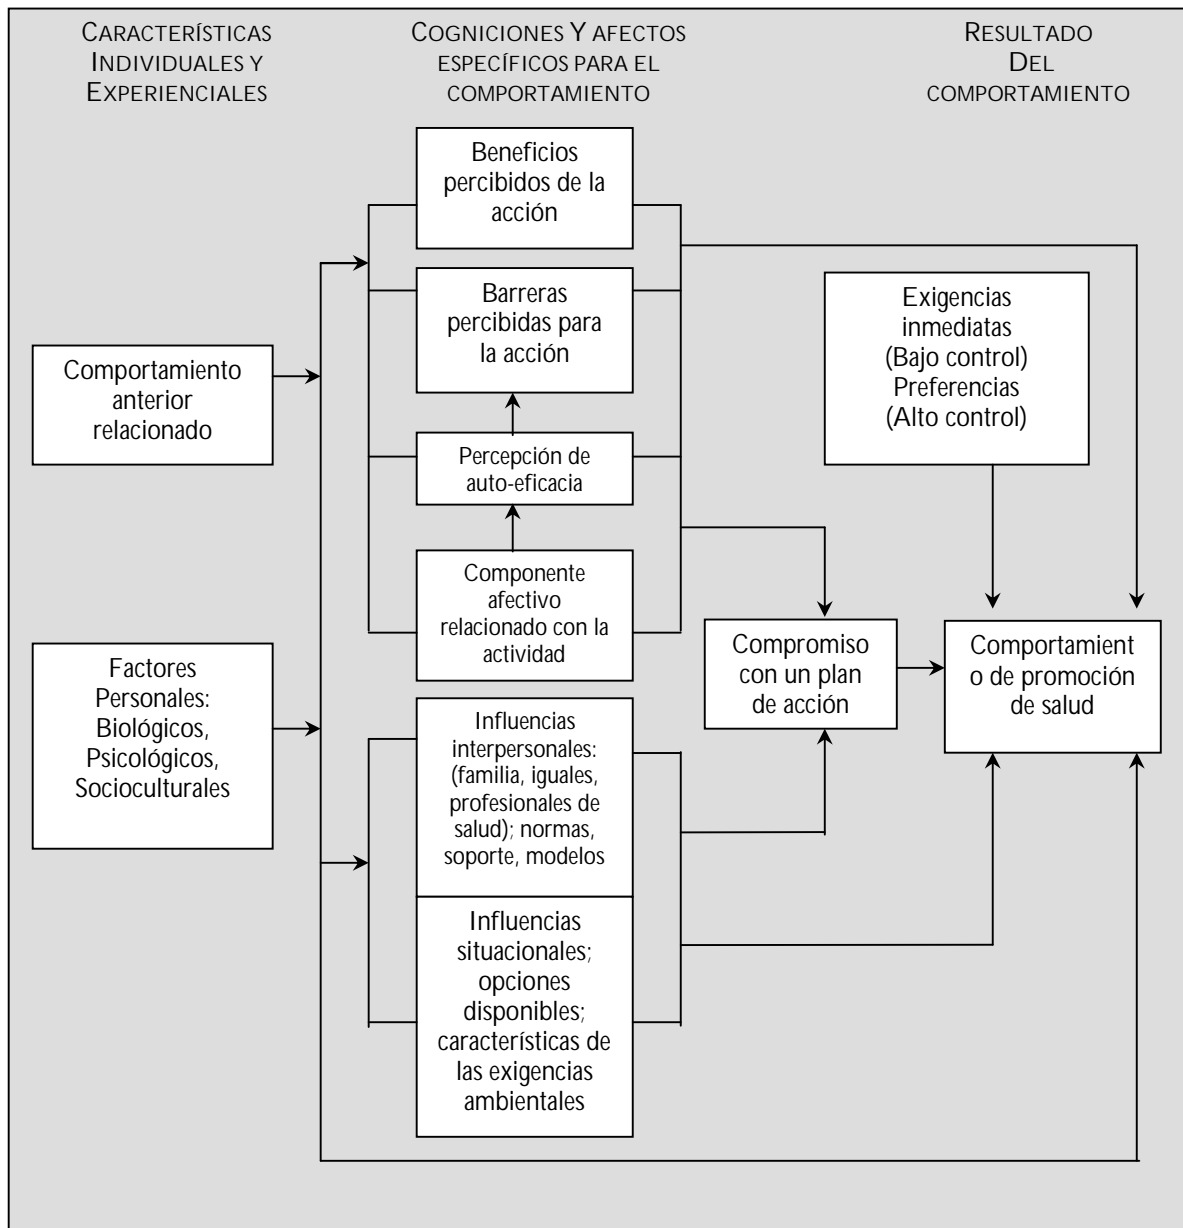 CARACTERÍSTICAS
INDIVIDUALES Y
EXPERIENCIALES
COGNICIONES Y AFECTOS
ESPECÍFICOS PARA EL
COMPORTAMIENTO
RESULTADO
DEL
COMPORTAMIENTO
Beneficios
percibidos de la
acción
Barreras
percibidas para
la acción
Exigencias
inmediatas
(Bajo control)
Preferencias
(Alto control)
Comportamiento
anterior
relacionado
Percepción de
auto-eficacia
Componente
afectivo
relacionado con la
actividad
Factores
Personales:
Biológicos,
Psicológicos,
Socioculturales
Compromiso
con un plan
de acción
Comportamient
o de promoción
de salud
Influencias
interpersonales:
(familia, iguales,
profesionales de
salud); normas,
soporte, modelos
Influencias
situacionales;
opciones
disponibles;
características de
las exigencias
ambientales